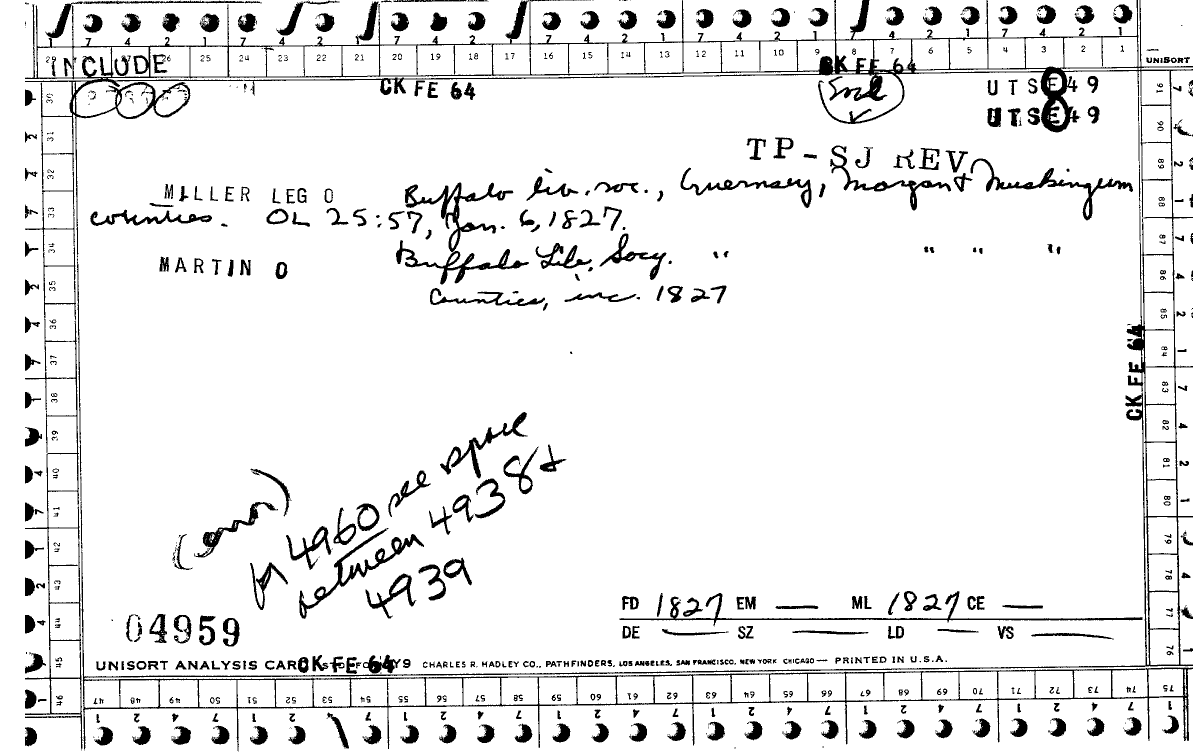 7 4 2 1 7 4 2 1 7 4 2 1 7 4 2 1 7 4 2 1 7 4 2 1 7 4 2 1
25 24 23 22 21 20 19 18 17 16 15 14 13 12 11 10 9 8 7 6 5 4 3 2 1
UNISORT
INCLUDE
CK FE 64
CK FE 64
U T S E 4 9
U T S E 4 9
TP - SJ REV
MILLER LEG O Buffalo lib. soc., Guernsey, Morgan & Muskingum
counties. OL 25:57, Jan. 6, 1827.
MARTIN O Buffalo Lib. Socy. " " " "
Counties, inc. 1827
CK FE 64
(error)
for 4960 see space
between 4938 &
4939
FD 1827 EM — ML 1827 CE —
DE — SZ — LD — VS —
04959
UNISORT ANALYSIS CARD CK FE 64 Y9 CHARLES R. HADLEY CO., PATHFINDERS, LOS ANGELES, SAN FRANCISCO, NEW YORK CHICAGO — PRINTED IN U.S.A.
30 31 32 33 34 35 36 37 38 39 40 41 42 43 44 45 46
91 90 89 88 87 86 85 84 83 82 81 80 79 78 77 76
47 48 49 50 51 52 53 54 55 56 57 58 59 60 61 62 63 64 65 66 67 68 69 70 71 72 73 74 75